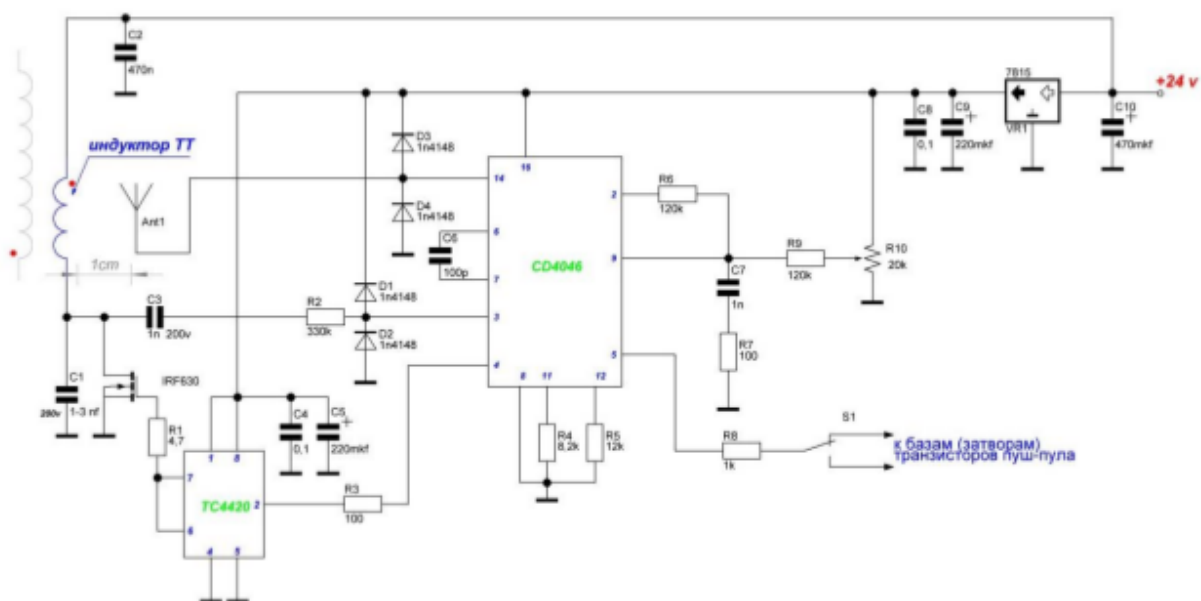 C2
470n
7815
+24 v
VR1
C8
0,1
C9
+
220mkf
C10
+
470mkf
индуктор ТТ
Ant1
1cm
D3
1n4148
D4
1n4148
14
6
7
3
4
2
9
5
8
11
12
CD4046
C6
100p
R6
120k
R9
120k
R10
20k
C7
1n
R7
100
C3
1n 200v
R2
330k
D1
1n4148
D2
1n4148
C1
1-3 nf
IRF630
R1
4,7
C4
0,1
C5
+
220mkf
R4
8,2k
R5
12k
R8
1k
S1
к базам (затворам)
транзисторов пуш-пула
1
8
7
6
2
4
5
TC4420
R3
100